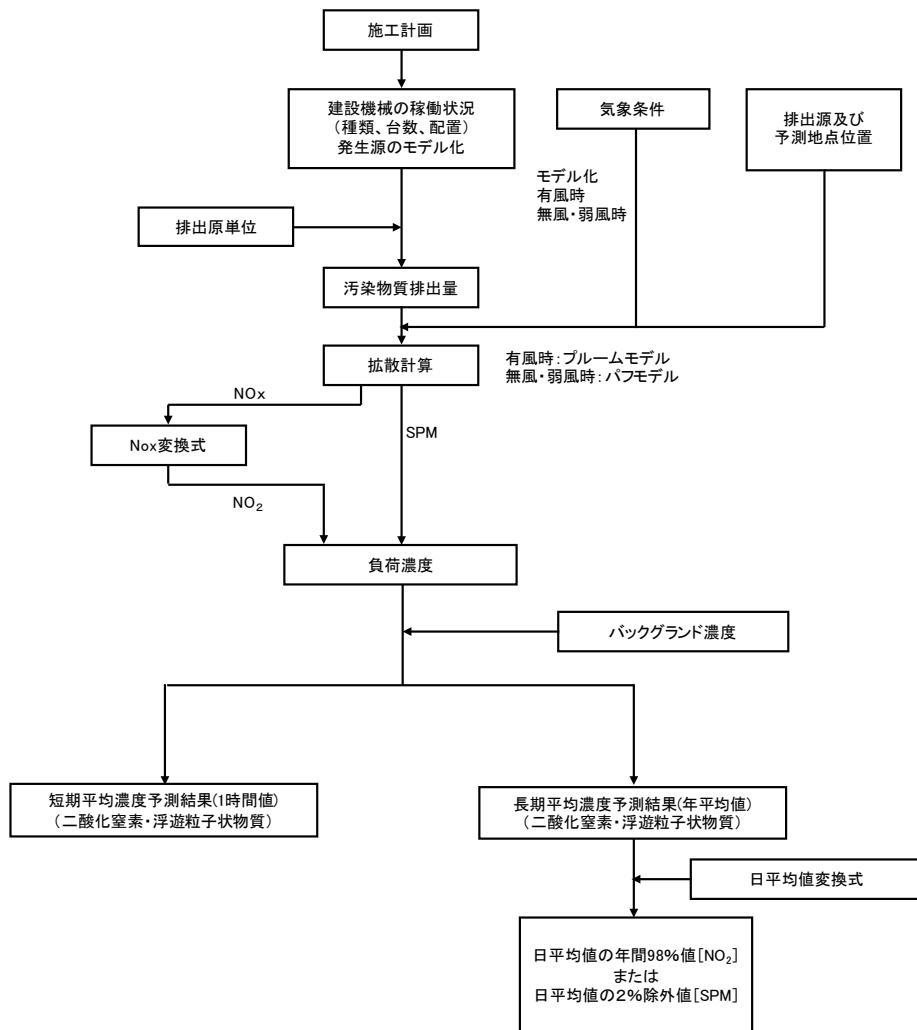 施工計画
建設機械の稼働状況
(種類、台数、配置)
発生源のモデル化
気象条件
排出源及び
予測地点位置
モデル化
有風時
無風・弱風時
排出原単位
汚染物質排出量
拡散計算
有風時：プルームモデル
無風・弱風時：パフモデル
NOx
SPM
Nox変換式
NO₂
負荷濃度
バックグランド濃度
短期平均濃度予測結果(1時間値)
(二酸化窒素・浮遊粒子状物質)
長期平均濃度予測結果(年平均値)
(二酸化窒素・浮遊粒子状物質)
日平均値変換式
日平均値の年間98%値[NO₂]
または
日平均値の2%除外値[SPM]